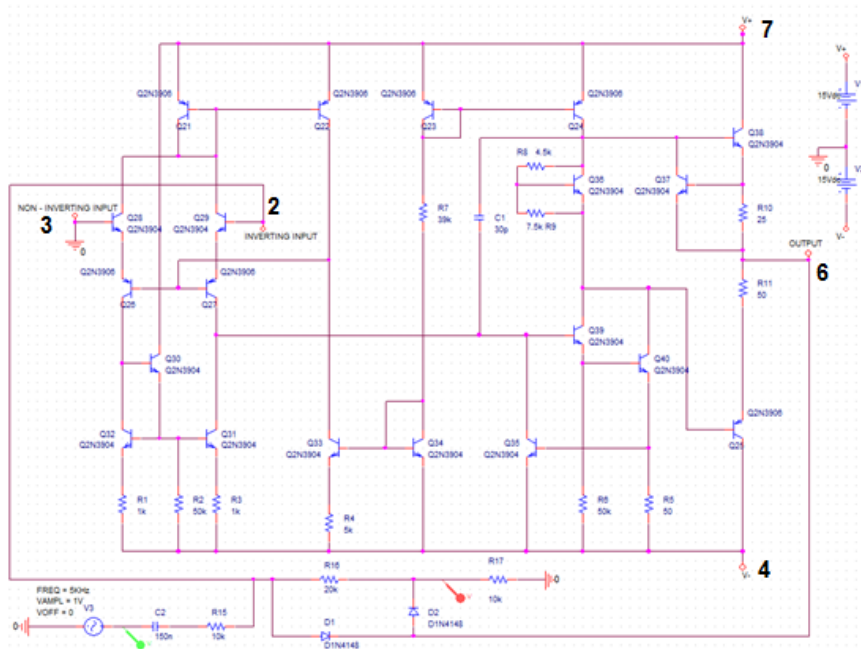 7
V+
V+
Q2N3906
Q2N3906
Q2N3906
Q2N3906
Q21
Q22
Q23
Q24
15Vdc
Q38
Q2N3904
R8 4.5k
Q36
Q2N3904
Q37
Q2N3904
0
15Vdc
NON - INVERTING INPUT
3
0
Q28
Q2N3904
Q29
Q2N3904
2
INVERTING INPUT
R7
39k
C1
30p
7.5k R9
R10
25
V-
OUTPUT
6
Q2N3906
Q2N3906
Q26
Q27
R11
50
Q30
Q2N3904
Q39
Q2N3904
Q40
Q2N3904
Q2N3906
Q25
Q32
Q2N3904
Q31
Q2N3904
Q33
Q2N3904
Q34
Q2N3904
Q35
Q2N3904
R1
1k
R2
50k
R3
1k
R4
5k
R6
50k
R5
50
V-
4
FREQ = 5KHz
VAMPL = 1V
VOFF = 0
V3
0
C2
150n
R15
10k
R16
20k
R17
10k
0
D2
D1N4148
D1
D1N4148